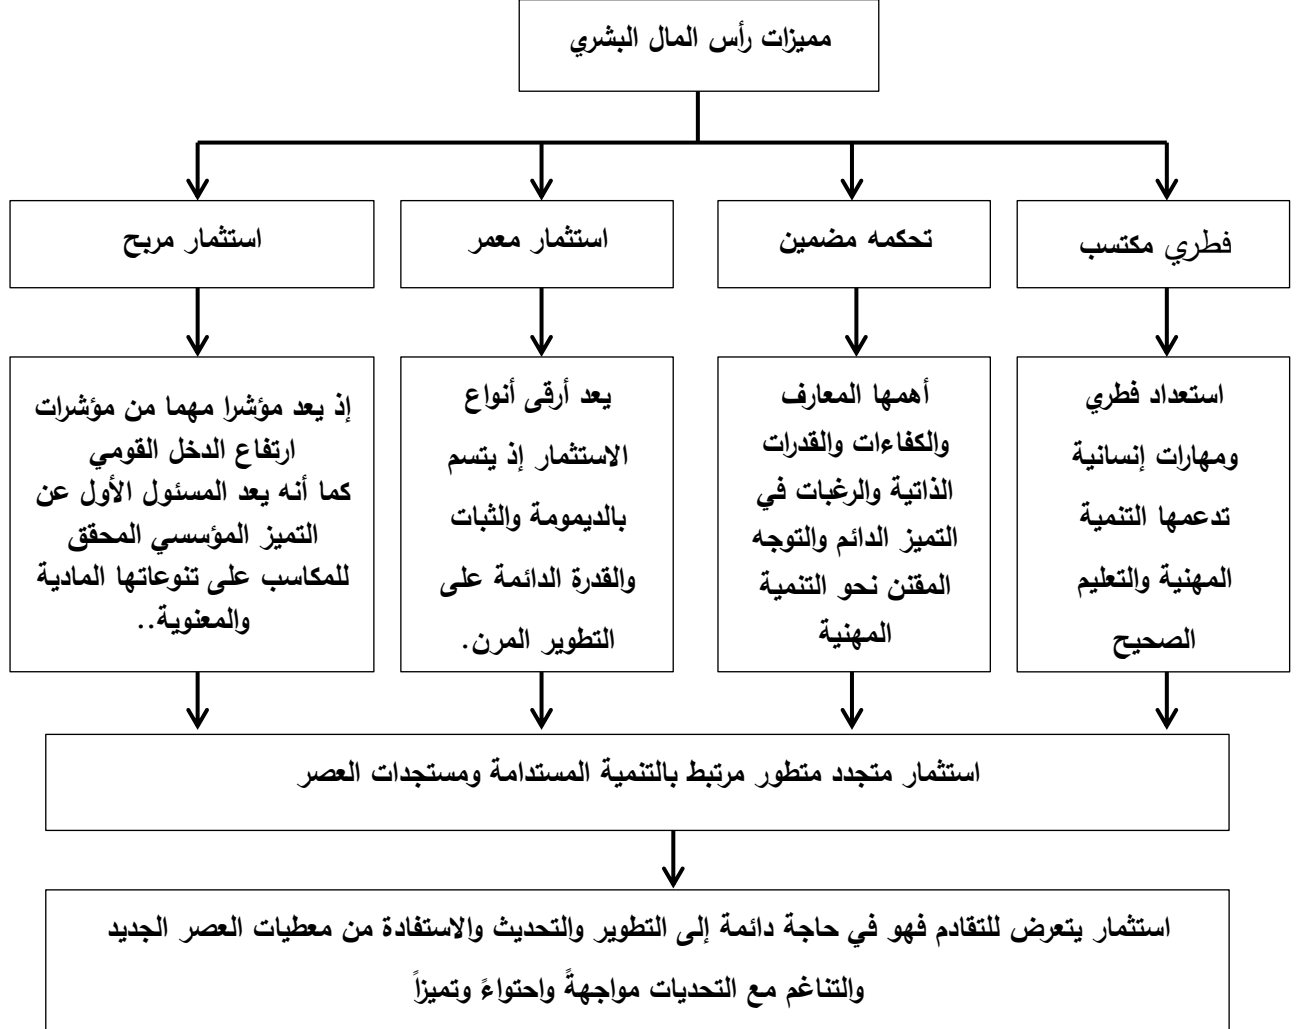 مميزات رأس المال البشري
فطري مكتسب
تحكمه مضمين
استثمار معمر
استثمار مربح
استعداد فطري
ومهارات إنسانية
تدعمها التنمية
المهنية والتعليم
الصحيح
أهمها المعارف
والكفاءات والقدرات
الذاتية والرغبات في
التميز الدائم والتوجه
المقتن نحو التنمية
المهنية
يعد أرقى أنواع
الاستثمار إذ يتسم
بالديمومة والثبات
والقدرة الدائمة على
التطوير المرن.
إذ يعد مؤشرا مهما من مؤشرات
ارتفاع الدخل القومي
كما أنه يعد المسئول الأول عن
التميز المؤسسي المحقق
للمكاسب على تنوعاتها المادية
والمعنوية..
استثمار متجدد متطور مرتبط بالتنمية المستدامة ومستجدات العصر
استثمار يتعرض للتقادم فهو في حاجة دائمة إلى التطوير والتحديث والاستفادة من معطيات العصر الجديد
والتناغم مع التحديات مواجهةً واحتواءً وتميزاً